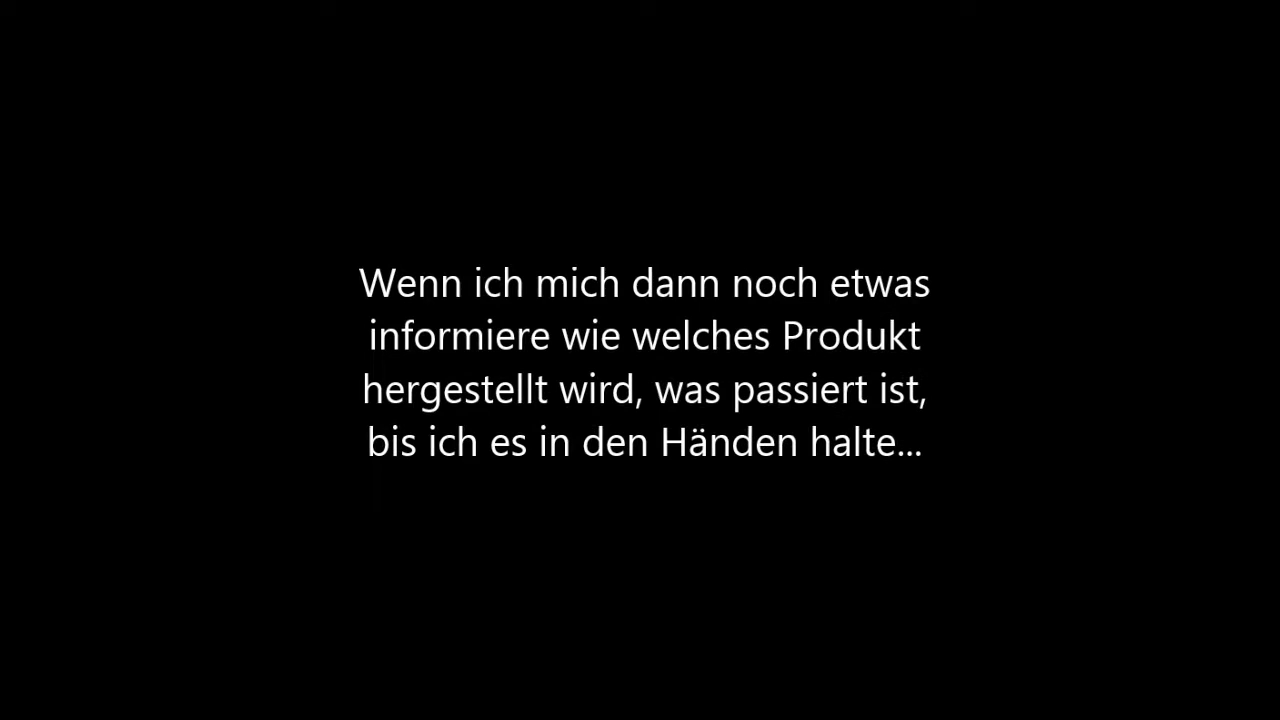 Wenn ich mich dann noch etwas
informiere wie welches Produkt
hergestellt wird, was passiert ist,
bis ich es in den Händen halte...